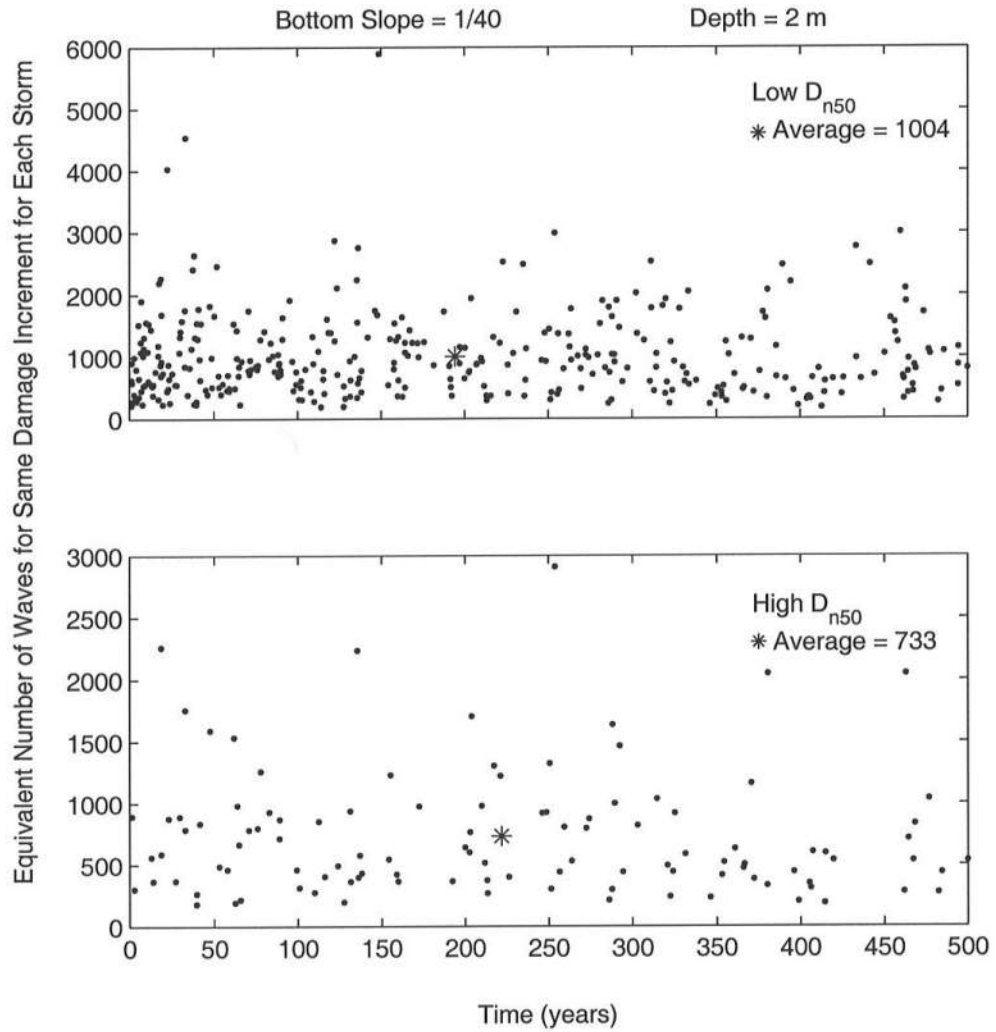 Bottom Slope = 1/40
Depth = 2 m
Equivalent Number of Waves for Same Damage Increment for Each Storm
6000
5000
4000
3000
2000
1000
0
Low Dn50
* Average = 1004
3000
2500
2000
1500
1000
500
0
High Dn50
* Average = 733
0 50 100 150 200 250 300 350 400 450 500
Time (years)